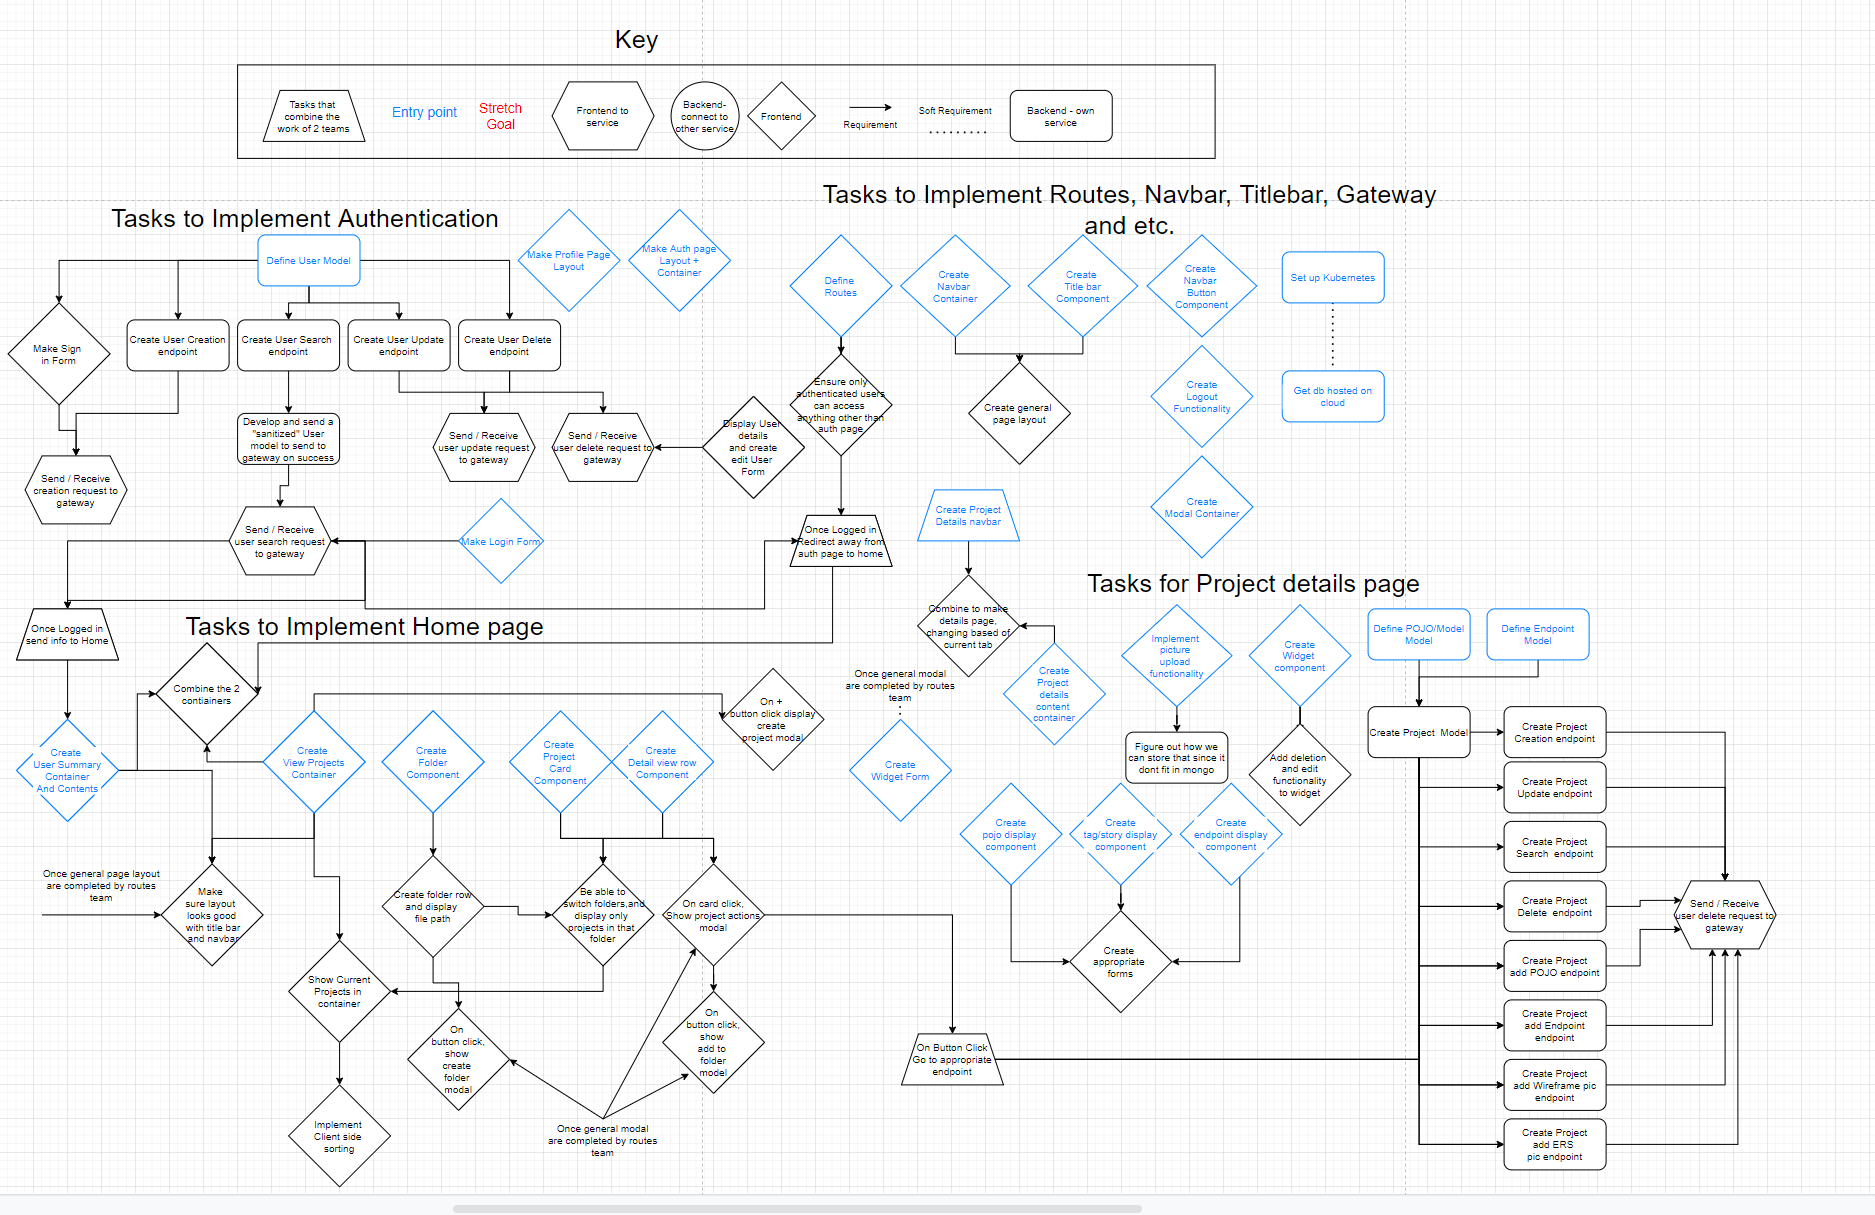 Key
Tasks that
combine the
work of 2 teams
Entry point
Stretch
Goal
Frontend to
service
Backend-
connect to
other service
Frontend
Requirement
Soft Requirement
Backend - own
service
Tasks to Implement Authentication
Define User Model
Make Profile Page
Layout
Make Auth page
Layout +
Container
Make Sign
in Form
Create User Creation
endpoint
Create User Search
endpoint
Create User Update
endpoint
Create User Delete
endpoint
Develop and send a
"sanitized" User
model to send to
gateway on success
Send / Receive
user update request
to gateway
Send / Receive
user delete request to
gateway
Display User
details
and create
edit User
Form
Send / Receive
creation request to
gateway
Send / Receive
user search request
to gateway
Make Login Form
Once Logged in
send info to Home
Tasks to Implement Routes, Navbar, Titlebar, Gateway
and etc.
Define
Routes
Create
Navbar
Container
Create
Title bar
Component
Create
Navbar
Button
Component
Set up Kubernetes
Ensure only
authenticated users
can access
anything other than
auth page
Create general
page layout
Create
Logout
Functionality
Get db hosted on
cloud
Once Logged in
Redirect away from
auth page to home
Create Project
Details navbar
Create
Modal Container
Tasks to Implement Home page
Combine the 2
contiainers
Create
User Summary
Container
And Contents
Create
View Projects
Container
Create
Folder
Component
Create
Project
Card
Component
Create
Detail view row
Component
On +
button click display
create
project modal
Once general page layout
are completed by routes
team
Make
sure layout
looks good
with title bar
and navbar
Create folder row
and display
file path
Be able to
switch folders,and
display only
projects in that
folder
On card click,
Show project actions
modal
Show Current
Projects in
container
On
button click,
show
create
folder
modal
On
button click,
show
add to
folder
model
Implement
Client side
sorting
Once general modal
are completed by routes
team
On Button Click
Go to appropriate
endpoint
Tasks for Project details page
Combine to make
details page,
changing based of
current tab
Once general modal
are completed by routes
team
Create
Widget Form
Create
Project
details
content
container
Implement
picture
upload
functionality
Create
Widget
component
Define POJO/Model
Model
Define Endpoint
Model
Figure out how we
can store that since it
dont fit in mongo
Add deletion
and edit
functionality
to widget
Create Project Model
Create
pojo display
component
Create
tag/story display
component
Create
endpoint display
component
Create
appropriate
forms
Create Project
Creation endpoint
Create Project
Update endpoint
Create Project
Search endpoint
Create Project
Delete endpoint
Create Project
add POJO endpoint
Create Project
add Endpoint
endpoint
Create Project
add Wireframe pic
endpoint
Create Project
add ERS
pic endpoint
Send / Receive
user delete request to
gateway